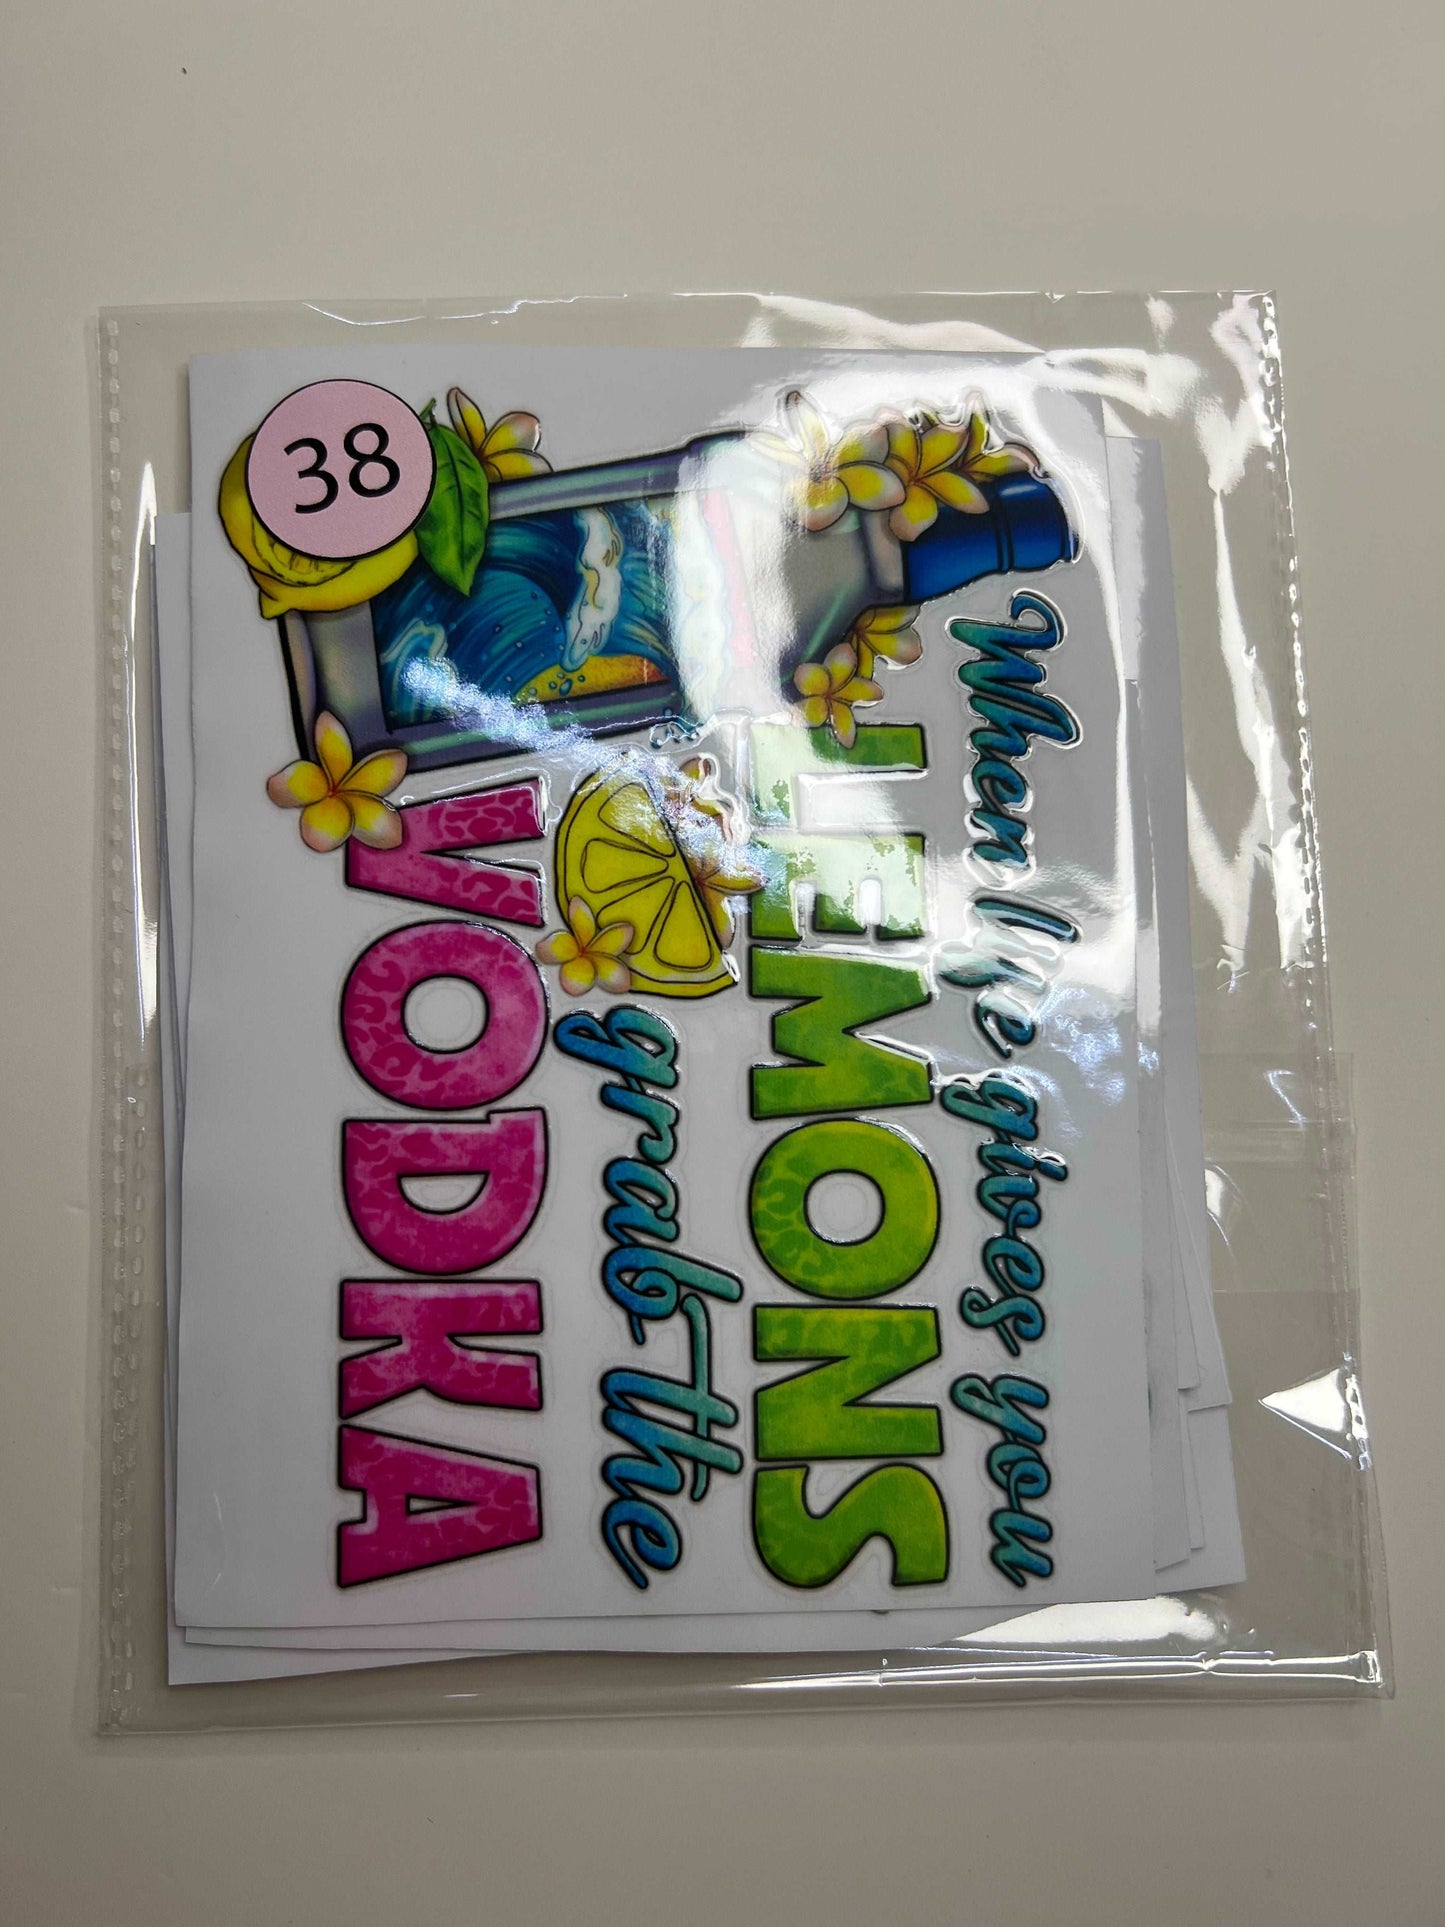 38
When life gives you
LEMONS
grab the
VODKA